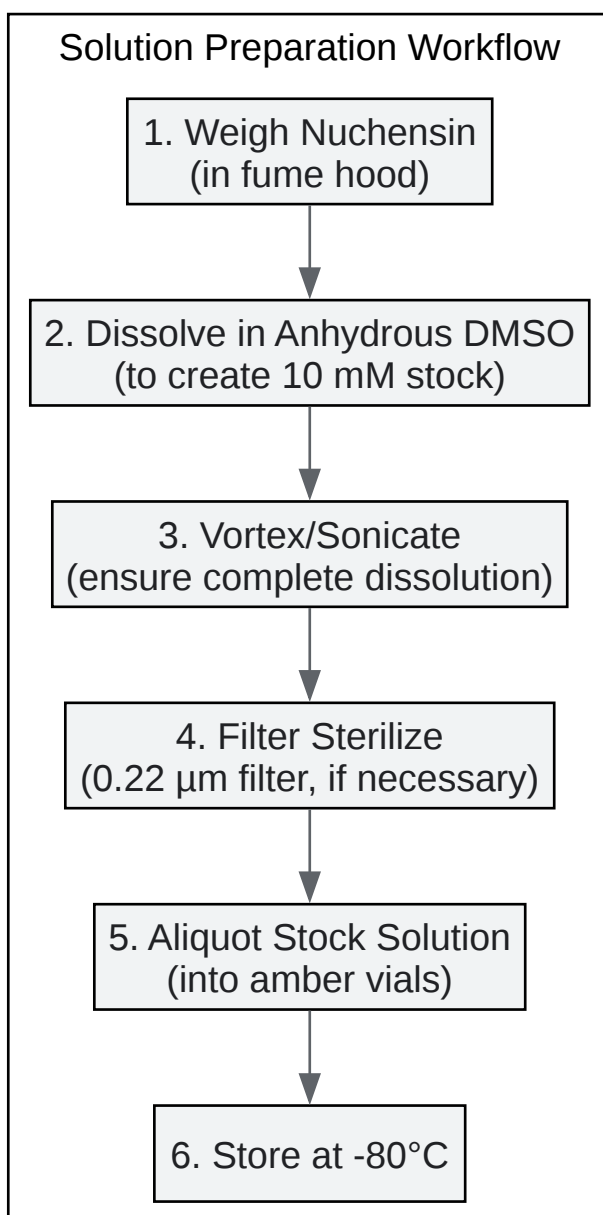 Solution Preparation Workflow
1. Weigh Nuchensin
(in fume hood)
2. Dissolve in Anhydrous DMSO
(to create 10 mM stock)
3. Vortex/Sonicate
(ensure complete dissolution)
4. Filter Sterilize
(0.22 µm filter, if necessary)
5. Aliquot Stock Solution
(into amber vials)
6. Store at -80°C